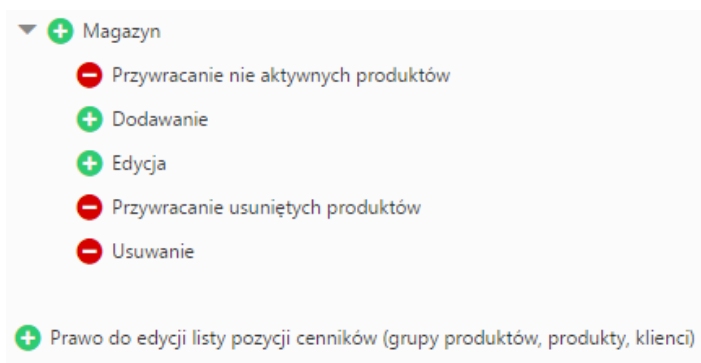 Magazyn
Przywracanie nie aktywnych produktów
Dodawanie
Edycja
Przywracanie usuniętych produktów
Usuwanie
Prawo do edycji listy pozycji cenników (grupy produktów, produkty, klienci)